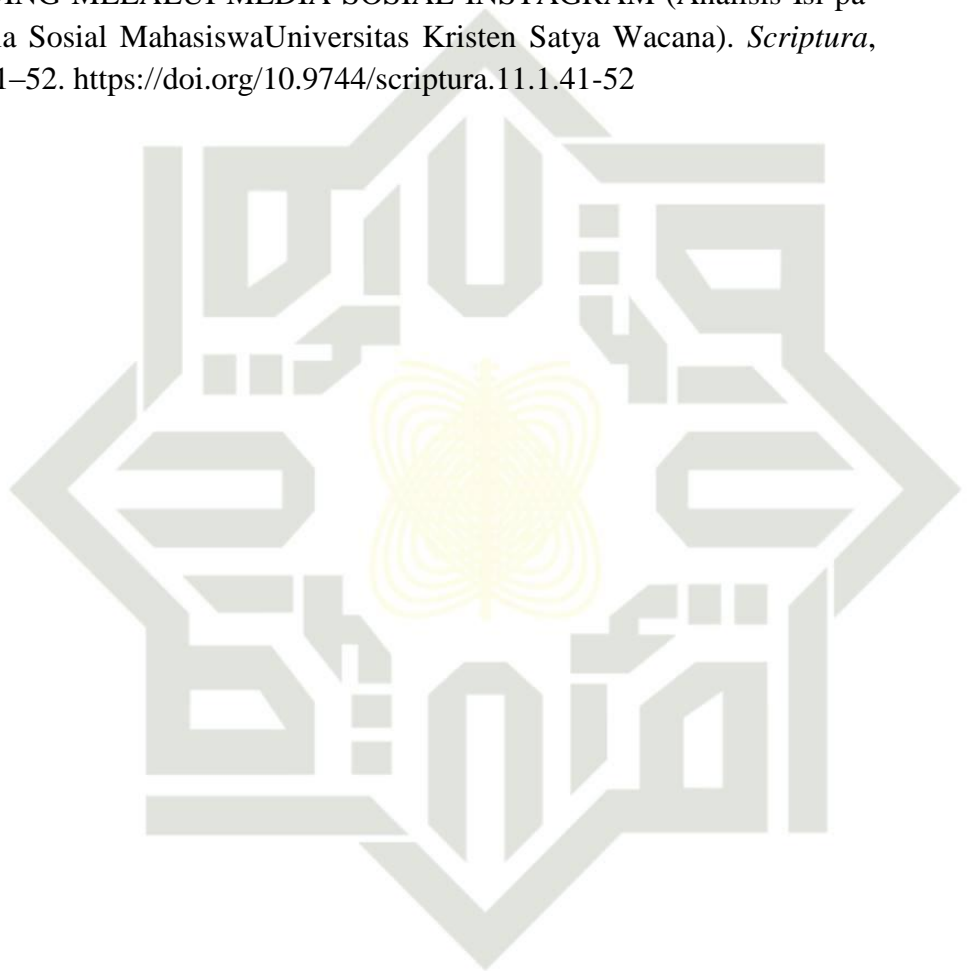 MELALUI MEDIA SOSIAL INSTAGRAM (Analisis Isi pa-
Sosial MahasiswaUniversitas Kristen Satya Wacana). Scriptura,
1–52. https://doi.org/10.9744/scriptura.11.1.41-52